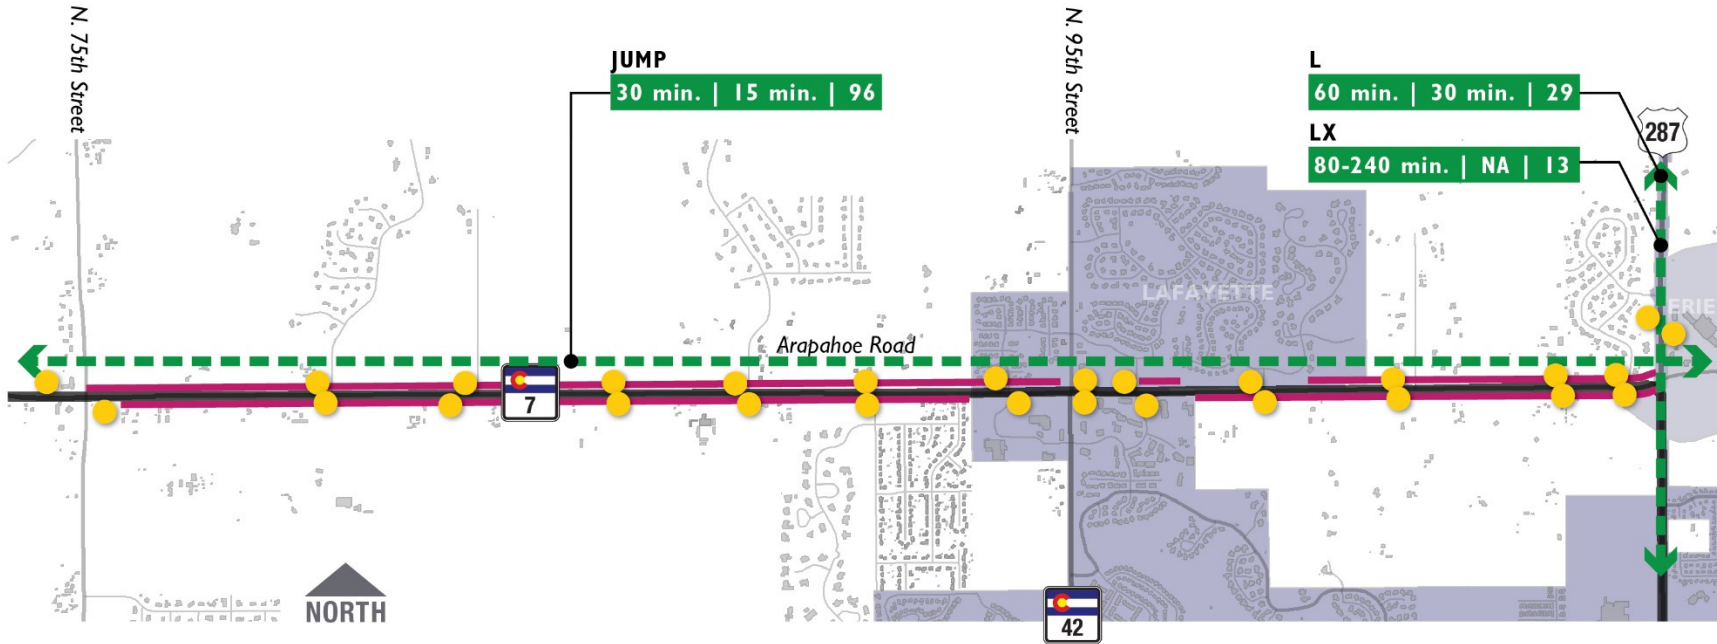 N. 75th Street
JUMP
30 min. | 15 min. | 96
N. 95th Street
L
60 min. | 30 min. | 29
LX
80-240 min. | NA | 13
287
LAFAYETTE
ERIE
Arapahoe Road
7
NORTH
42